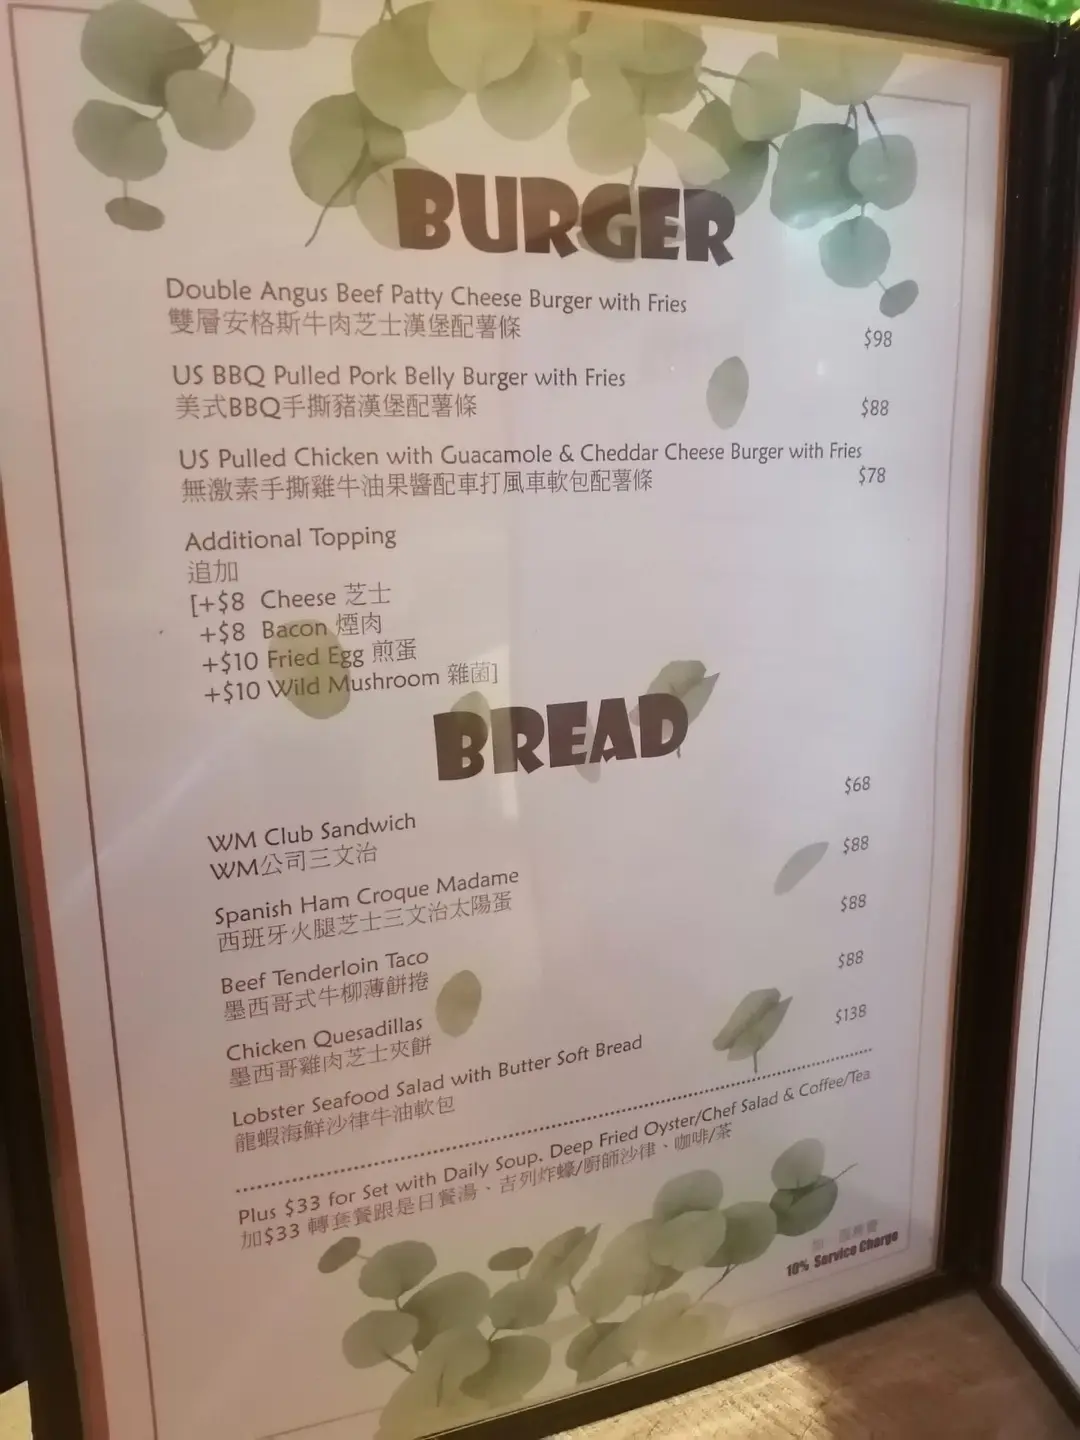 BURGER
Double Angus Beef Patty Cheese Burger with Fries
雙層安格斯牛肉芝士漢堡配薯條
$98
US BBQ Pulled Pork Belly Burger with Fries
美式BBQ手撕豬漢堡配薯條
$88
US Pulled Chicken with Guacamole & Cheddar Cheese Burger with Fries
無激素手撕雞牛油果醬配車打風車軟包配薯條
$78
Additional Topping
追加
[+$8 Cheese 芝士
+$8 Bacon 煙肉
+$10 Fried Egg 煎蛋
+$10 Wild Mushroom 雜菌]
BREAD
$68
WM Club Sandwich
WM公司三文治
$88
Spanish Ham Croque Madame
西班牙火腿芝士三文治太陽蛋
$88
Beef Tenderloin Taco
墨西哥式牛柳薄餅捲
$88
Chicken Quesadillas
墨西哥雞肉芝士夾餅
$138
Lobster Seafood Salad with Butter Soft Bread
龍蝦海鮮沙律牛油軟包
Plus $33 for Set with Daily Soup. Deep Fried Oyster/Chef Salad & Coffee/Tea
加$33 轉套餐跟是日餐湯、吉列炸蠔/廚師沙律、咖啡/茶
10% Service Charge